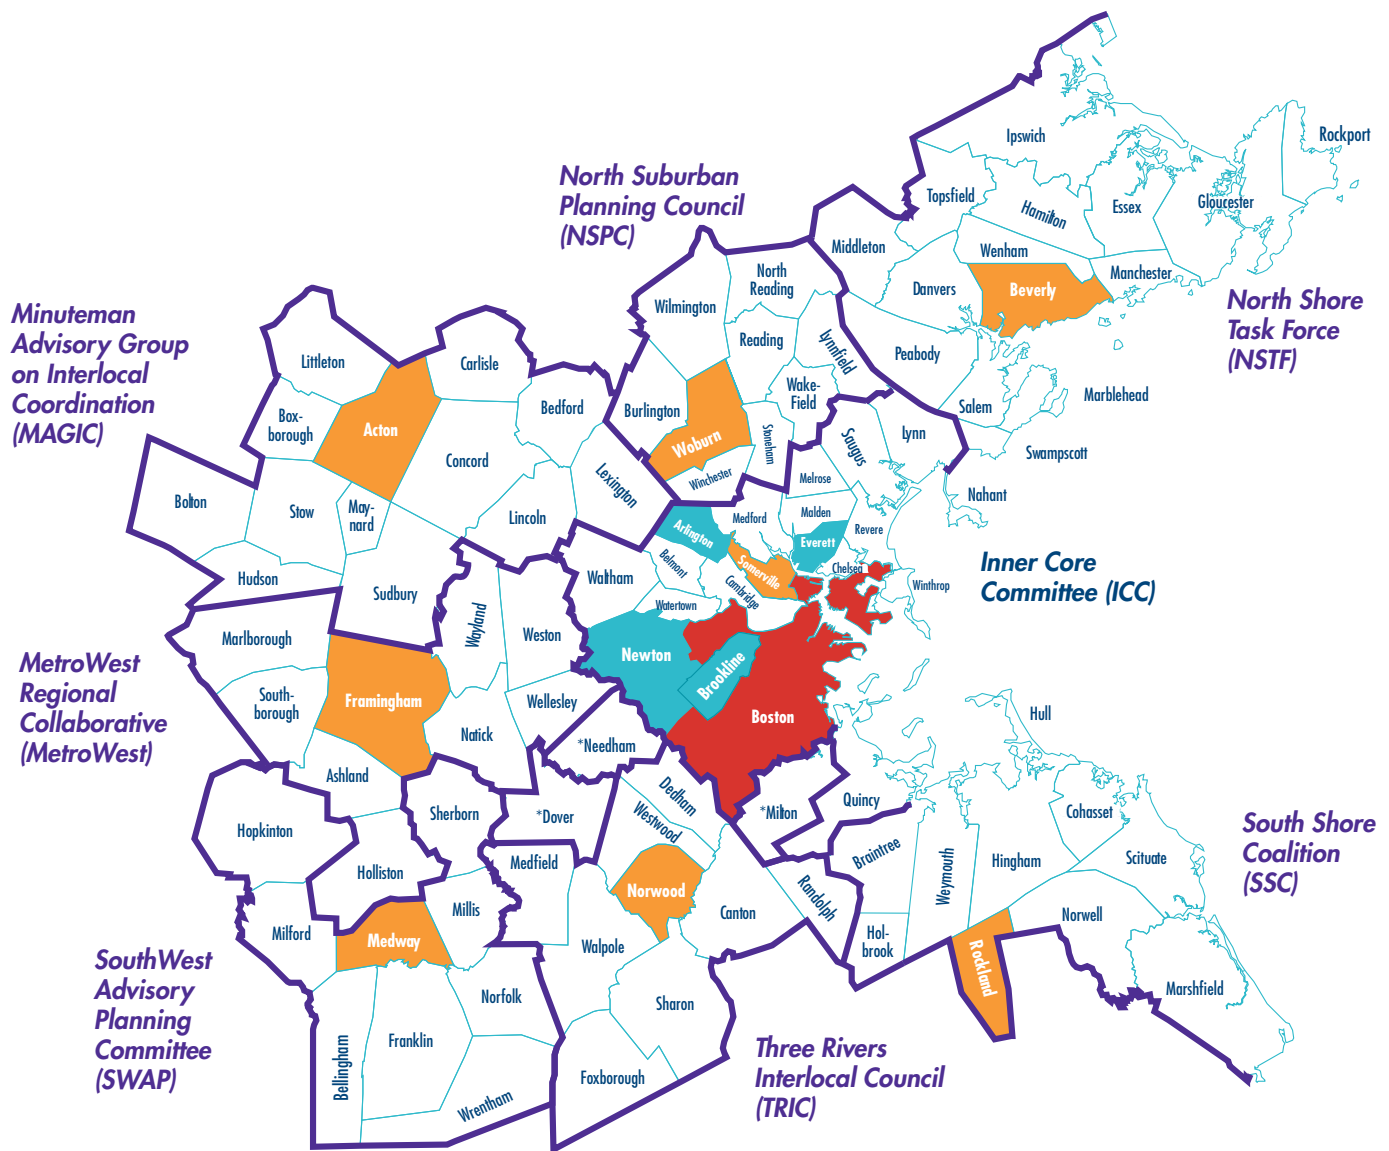 Ipswich
Rockport
North Suburban
Planning Council
(NSPC)
Topsfield
Hamilton
Essex
Gloucester
Middleton
Wenham
North
Reading
Danvers
Beverly
Manchester
North Shore
Task Force
(NSTF)
Wilmington
Minuteman
Advisory Group
on Interlocal
Coordination
(MAGIC)
Reading
Lynnfield
Peabody
Littleton
Carlisle
Wake-
Field
Marblehead
Salem
Bedford
Burlington
Box-
borough
Acton
Woburn
Stoneham
Saugus
Lynn
Swampscott
Concord
Lexington
Winchester
Melrose
Nahant
Bolton
Stow
May-
nard
Lincoln
Arlington
Medford
Malden
Revere
Everett
Hudson
Sudbury
Waltham
Belmont
Somerville
Chelsea
Winthrop
Inner Core
Committee (ICC)
Cambridge
Watertown
Marlborough
Wayland
Weston
Newton
Brookline
MetroWest
Regional
Collaborative
(MetroWest)
South-
borough
Framingham
Wellesley
Boston
Hull
Natick
*Needham
Ashland
Dedham
Sherborn
*Dover
Westwood
*Milton
Quincy
Cohasset
Hopkinton
South Shore
Coalition
(SSC)
Braintree
Weymouth
Hingham
Scituate
Holliston
Medfield
Norwood
Randolph
Millis
Canton
Norwell
Milford
Medway
Walpole
Hol-
brook
Rockland
SouthWest
Advisory
Planning
Committee
(SWAP)
Norfolk
Sharon
Marshfield
Franklin
Bellingham
Three Rivers
Interlocal Council
(TRIC)
Foxborough
Wrentham